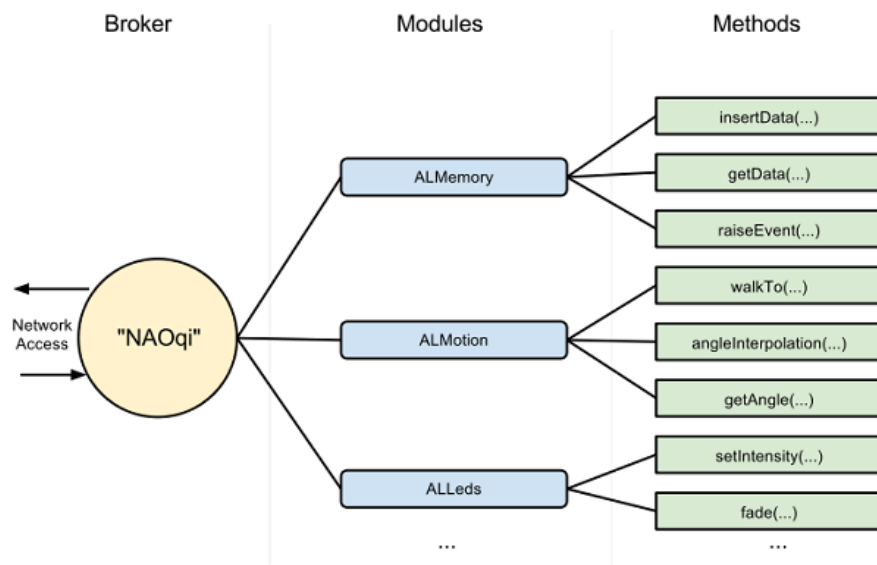 Broker
Modules
Methods
insertData(...)
ALMemory
getData(...)
raiseEvent(...)
Network
Access
"NAOqi"
walkTo(...)
ALMotion
angleInterpolation(...)
getAngle(...)
setIntensity(...)
ALLeds
fade(...)
...
...